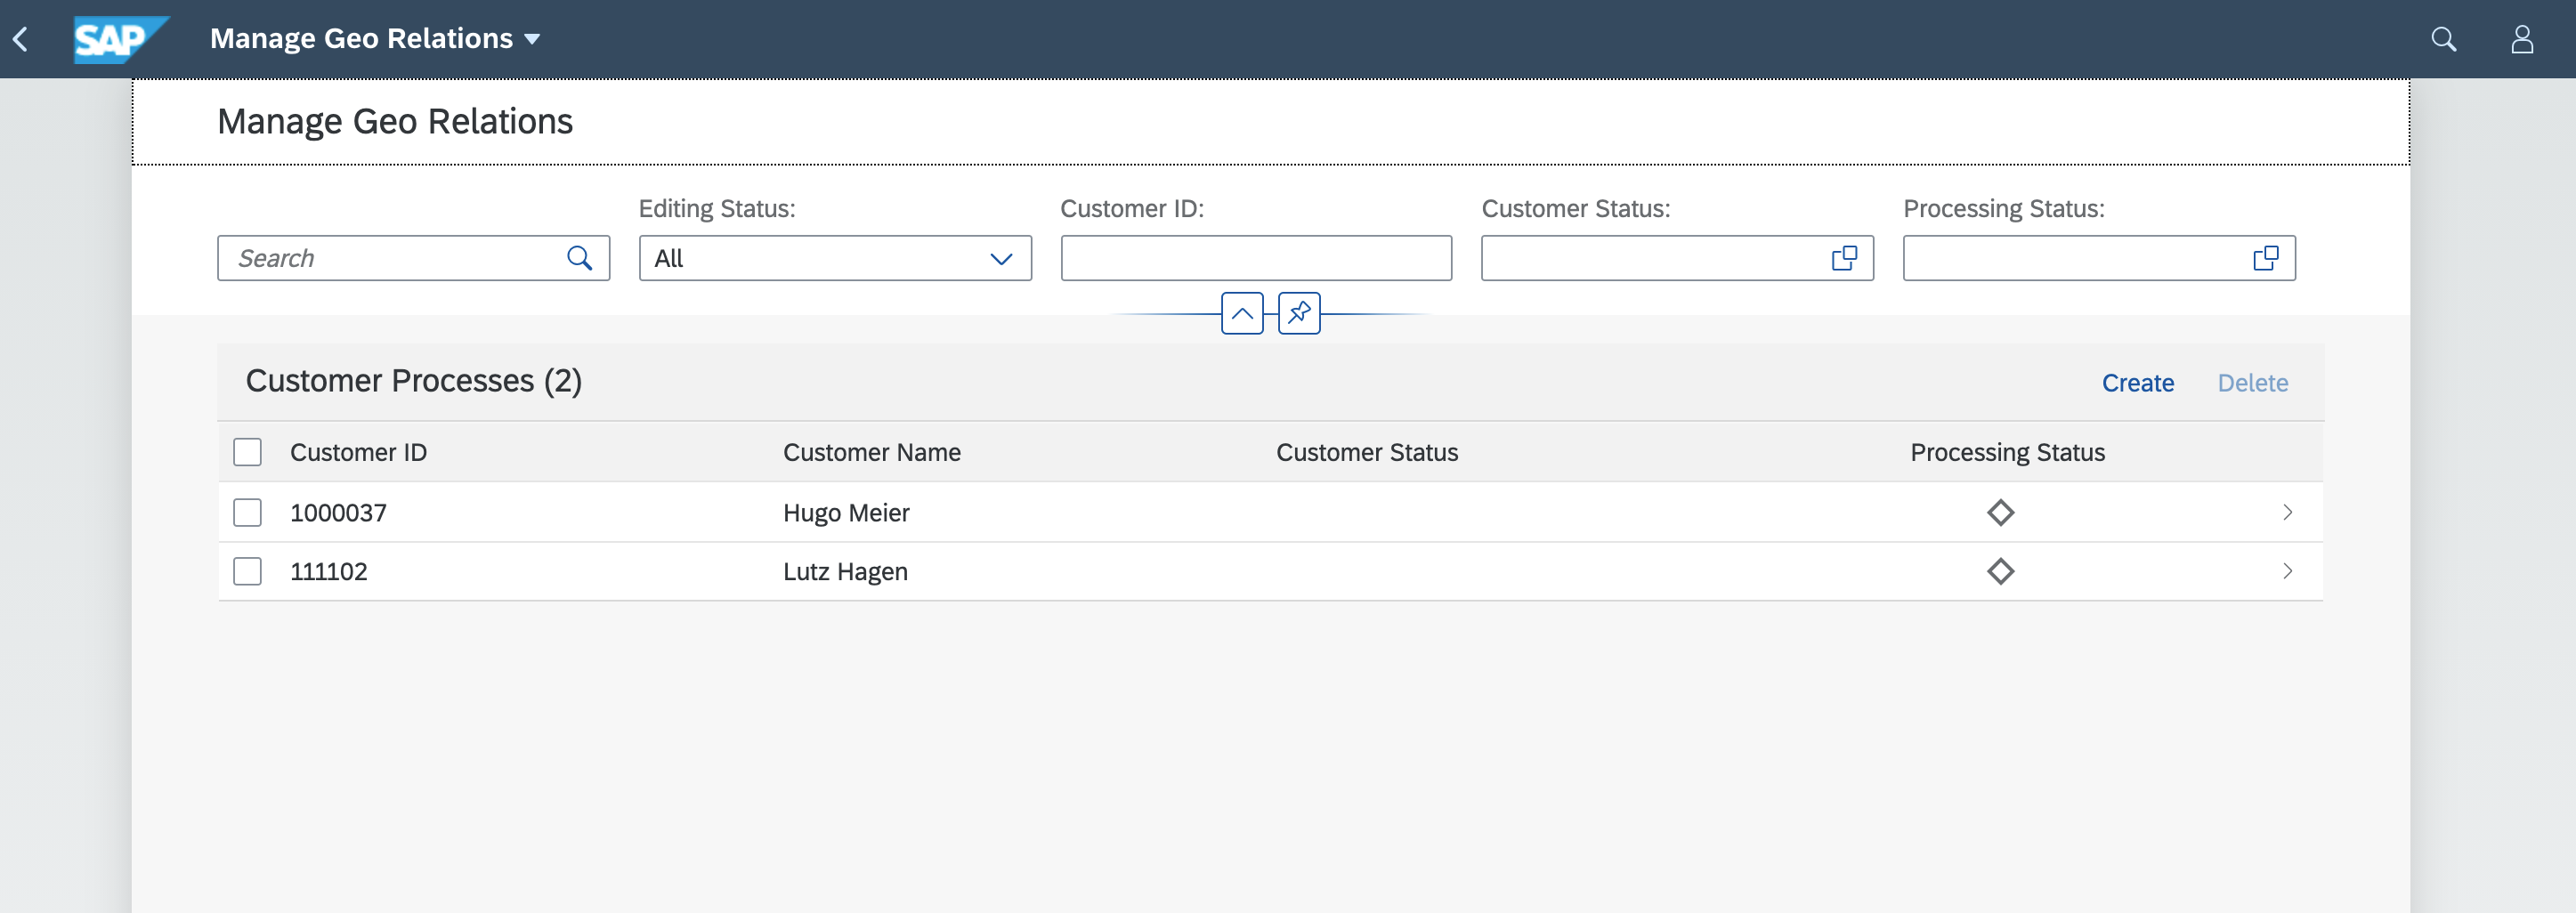 SAP Manage Geo Relations
Manage Geo Relations
Editing Status: Customer ID: Customer Status: Processing Status:
Search All
Customer Processes (2) Create Delete
Customer ID Customer Name Customer Status Processing Status
1000037 Hugo Meier
111102 Lutz Hagen